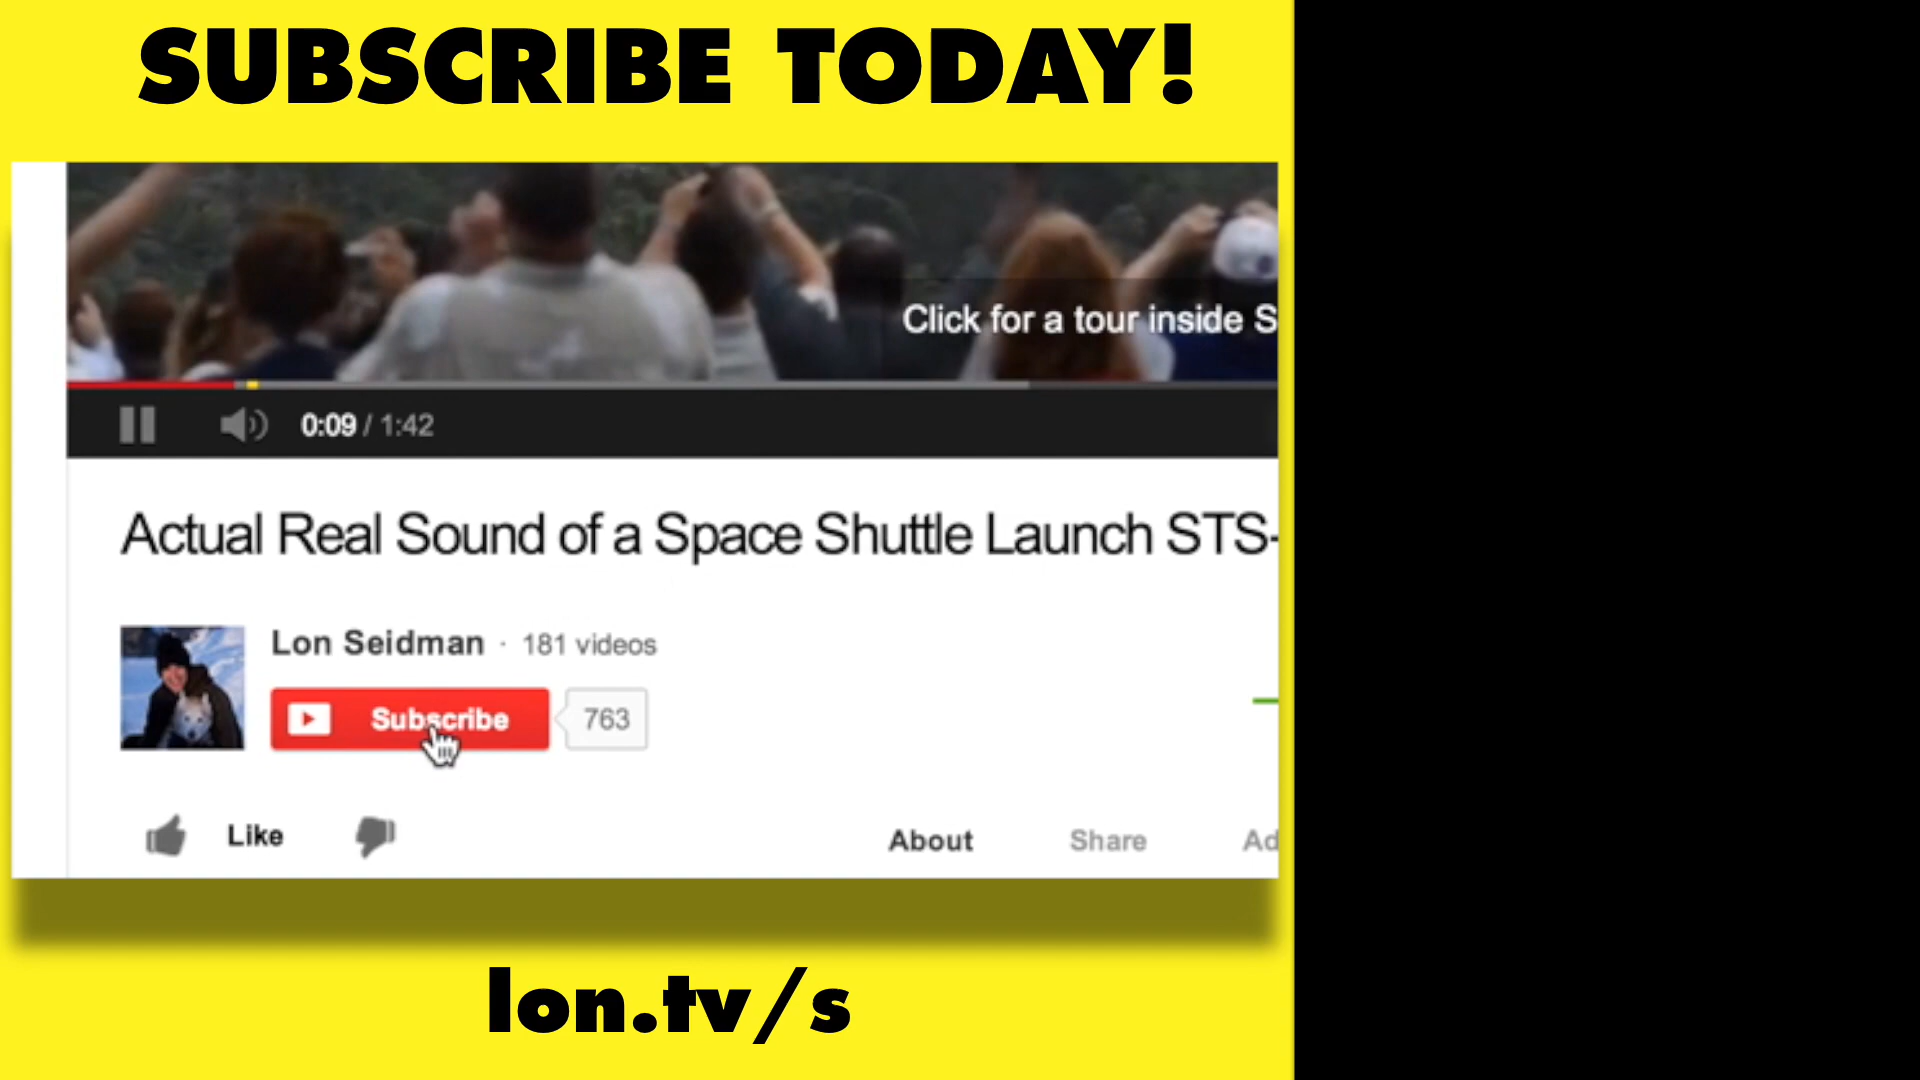 SUBSCRIBE TODAY!
Click for a tour inside S
0:09 / 1:42
Actual Real Sound of a Space Shuttle Launch STS-
Lon Seidman · 181 videos
Subscribe 763
Like About Share Ad
lon.tv/s